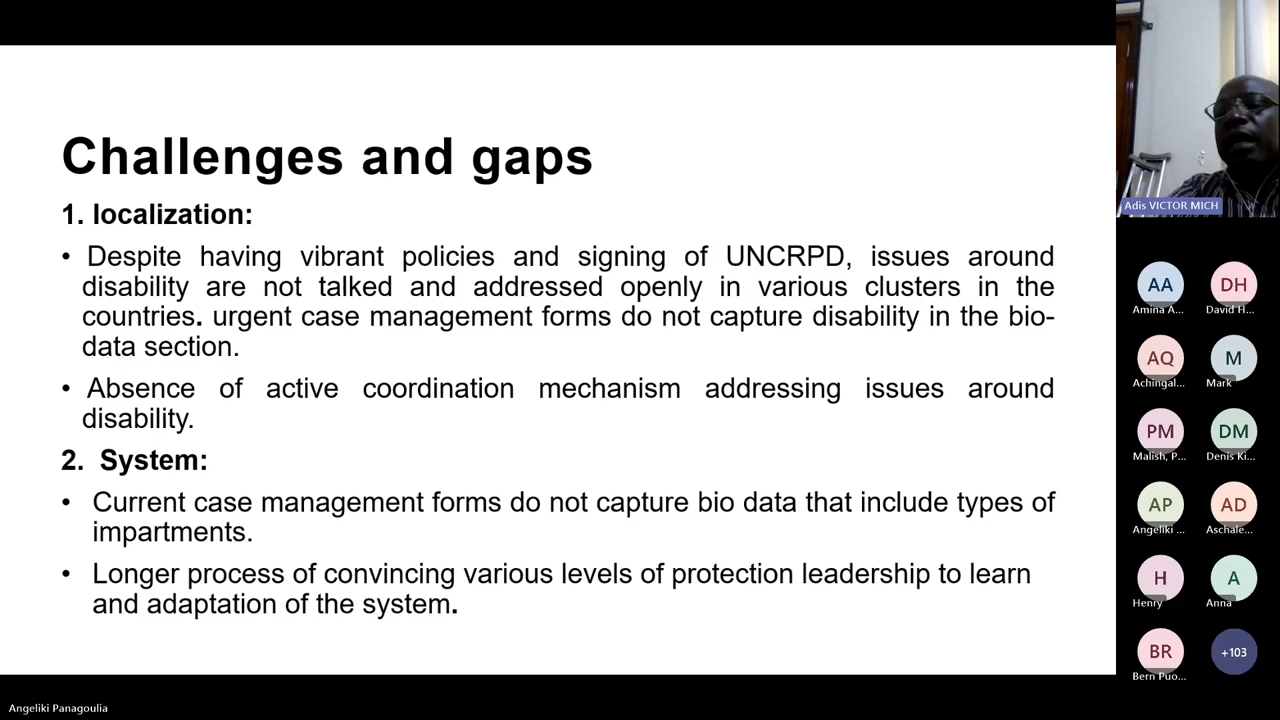 Challenges and gaps
1. localization:
• Despite having vibrant policies and signing of UNCRPD, issues around
disability are not talked and addressed openly in various clusters in the
countries. urgent case management forms do not capture disability in the bio-
data section.
• Absence of active coordination mechanism addressing issues around
disability.
2. System:
• Current case management forms do not capture bio data that include types of
impartments.
• Longer process of convincing various levels of protection leadership to learn
and adaptation of the system.
Adis VICTOR MICH
AA DH
Amina A... David H...
AQ M
Achingal... Mark
PM DM
Malish, P... Denis Ki...
AP AD
Angeliki ... Aschale...
H A
Henry Anna
BR +103
Bern Puo...
Angeliki Panagoulia